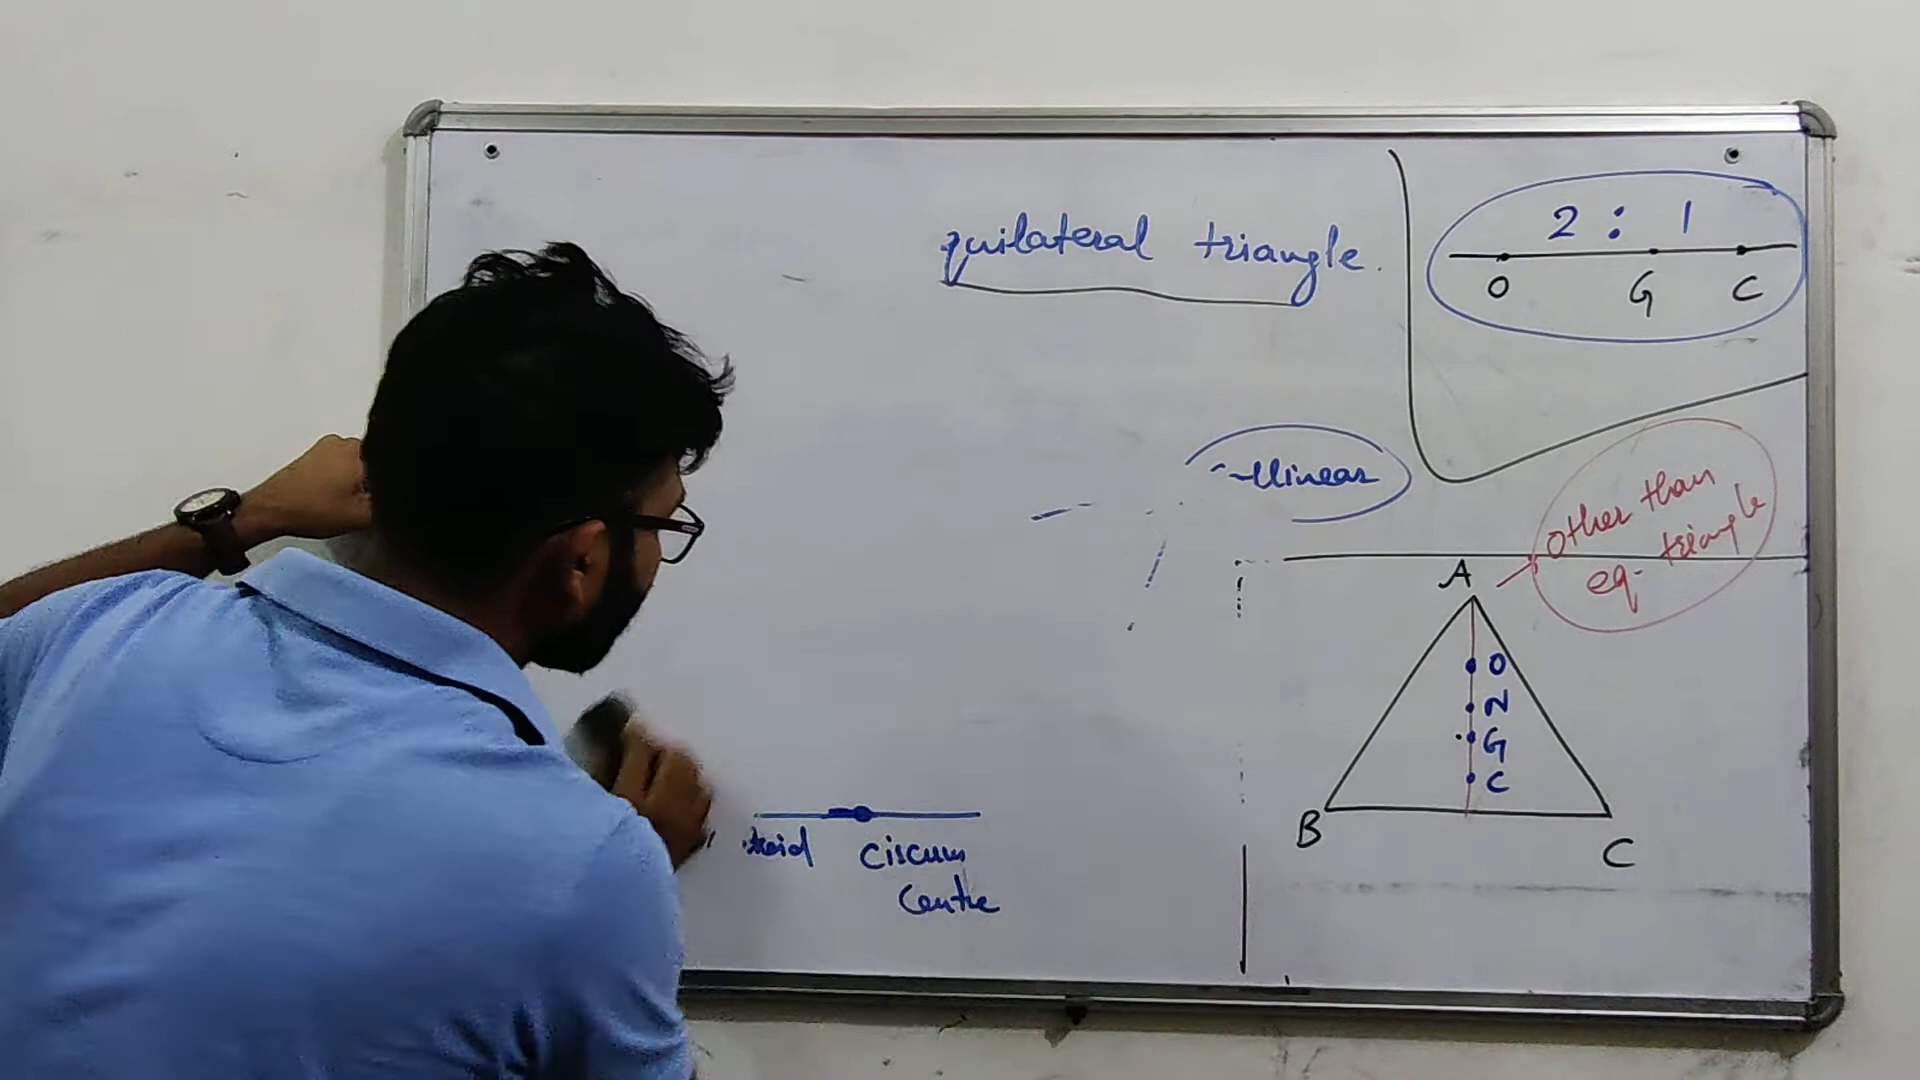 quilateral triangle.
2 : 1
O G C
llinear
Other than
eq. triangle
A
O
N
G
C
B C
troid Circum
Centre